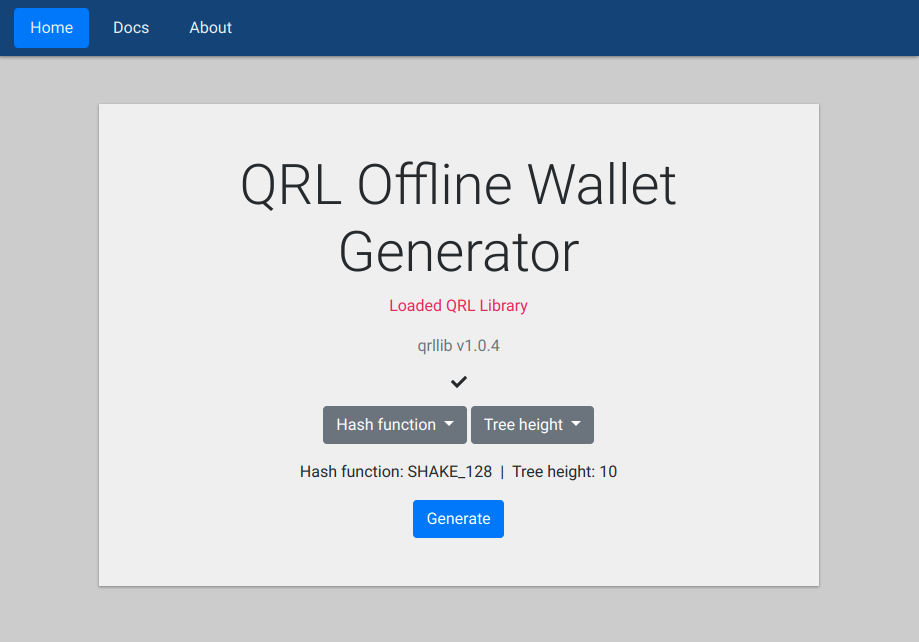 Home Docs About
QRL Offline Wallet
Generator
Loaded QRL Library
qrllib v1.0.4
Hash function Tree height
Hash function: SHAKE_128 | Tree height: 10
Generate